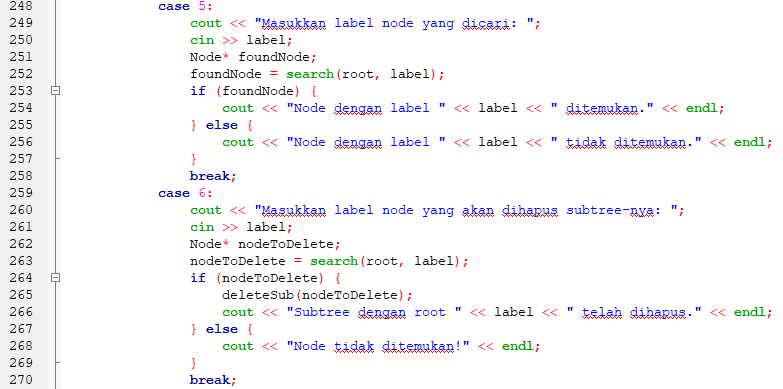 248 case 5:
249 cout << "Masukkan label node yang dicari: ";
250 cin >> label;
251 Node* foundNode;
252 foundNode = search(root, label);
253 if (foundNode) {
254 cout << "Node dengan label " << label << " ditemukan." << endl;
255 } else {
256 cout << "Node dengan label " << label << " tidak ditemukan." << endl;
257 }
258 break;
259 case 6:
260 cout << "Masukkan label node yang akan dihapus subtree-nya: ";
261 cin >> label;
262 Node* nodeToDelete;
263 nodeToDelete = search(root, label);
264 if (nodeToDelete) {
265 deleteSub(nodeToDelete);
266 cout << "Subtree dengan root " << label << " telah dihapus." << endl;
267 } else {
268 cout << "Node tidak ditemukan!" << endl;
269 }
270 break;